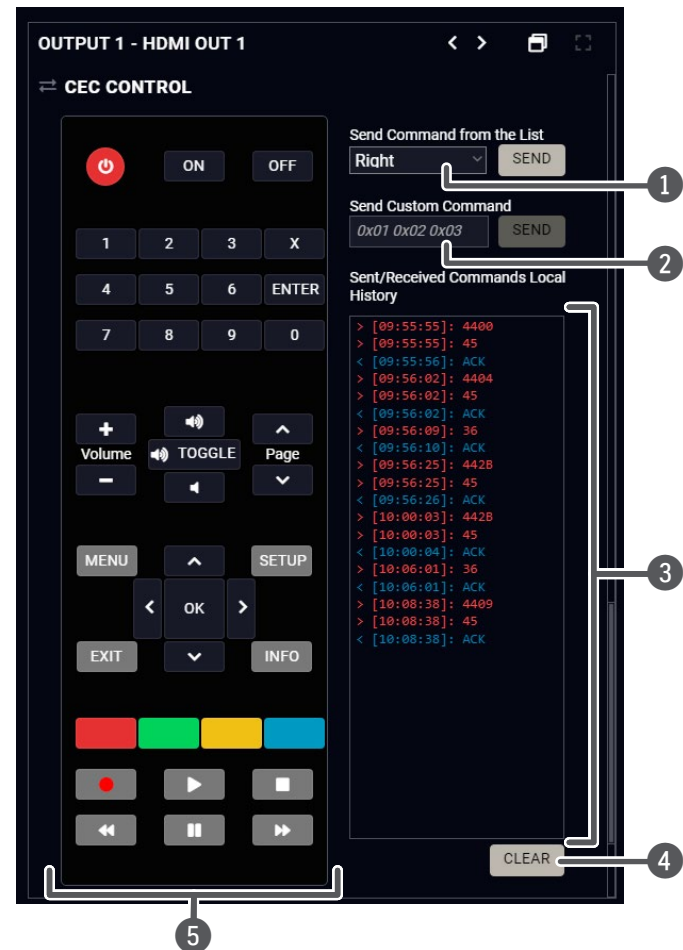 OUTPUT 1 - HDMI OUT 1
CEC CONTROL
ON OFF
1 2 3 X
4 5 6 ENTER
7 8 9 0
Volume TOGGLE Page
MENU SETUP
OK
EXIT INFO
Send Command from the List
Right SEND
Send Custom Command
0x01 0x02 0x03 SEND
Sent/Received Commands Local
History
> [09:55:55]: 4400
> [09:55:55]: 45
< [09:55:56]: ACK
> [09:56:02]: 4404
> [09:56:02]: 45
< [09:56:02]: ACK
> [09:56:09]: 36
< [09:56:10]: ACK
> [09:56:25]: 442B
> [09:56:25]: 45
< [09:56:26]: ACK
> [10:00:03]: 442B
> [10:00:03]: 45
< [10:00:04]: ACK
> [10:06:01]: 36
< [10:06:01]: ACK
> [10:08:38]: 4409
> [10:08:38]: 45
< [10:08:38]: ACK
CLEAR
1
2
3
4
5